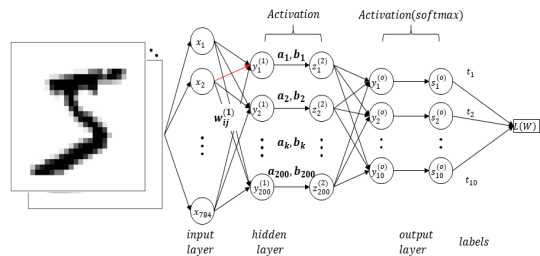 Activation Activation(softmax)
x₁ y₁⁽¹⁾ a₁,b₁ z₁⁽²⁾ y₁⁽ᵒ⁾ s₁⁽ᵒ⁾ t₁
x₂ y₂⁽¹⁾ a₂,b₂ z₂⁽²⁾ y₂⁽ᵒ⁾ s₂⁽ᵒ⁾ t₂
wᵢⱼ⁽¹⁾ L(W)
aₖ,bₖ
x₇₈₄ y₂₀₀⁽¹⁾ a₂₀₀,b₂₀₀ z₂₀₀⁽²⁾ y₁₀⁽ᵒ⁾ s₁₀⁽ᵒ⁾ t₁₀
input hidden output labels
layer layer layer